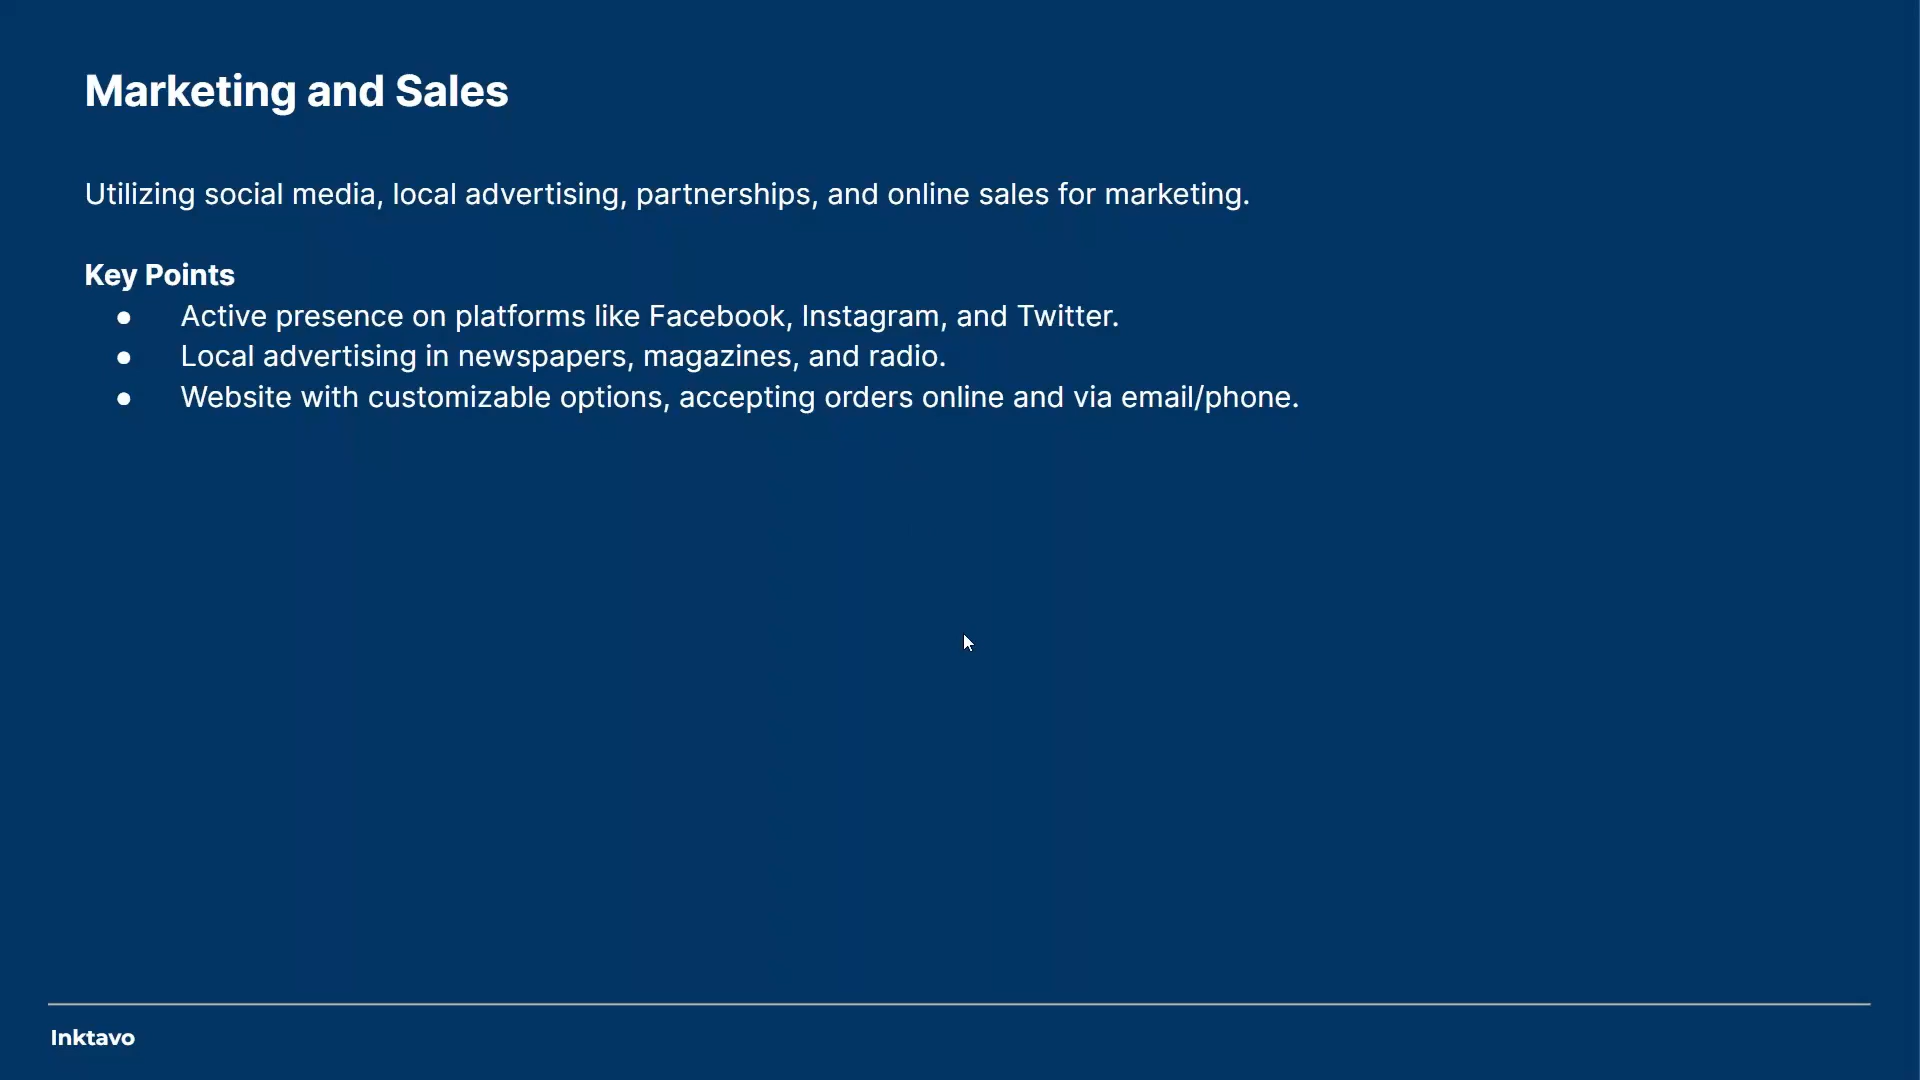 Marketing and Sales
Utilizing social media, local advertising, partnerships, and online sales for marketing.
Key Points
● Active presence on platforms like Facebook, Instagram, and Twitter.
● Local advertising in newspapers, magazines, and radio.
● Website with customizable options, accepting orders online and via email/phone.
Inktavo